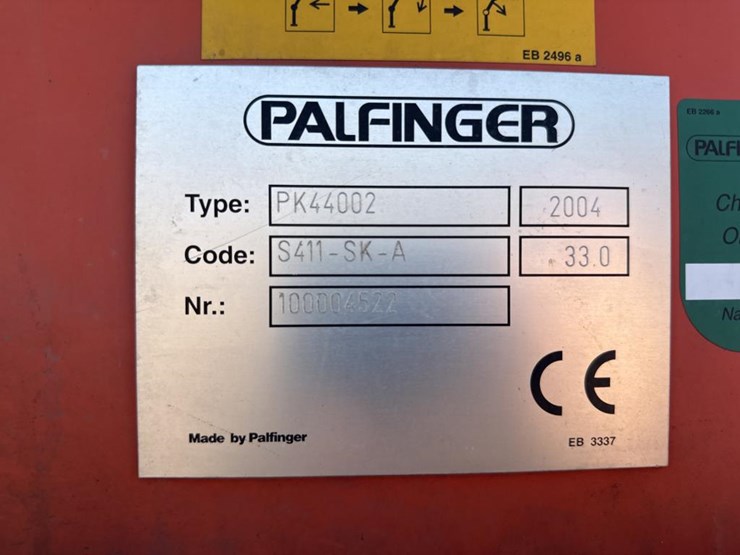 EB 2496 a
PALFINGER
Type: PK44002 2004
Code: S411-SK-A 33.0
Nr.: 100004522
CE
Made by Palfinger EB 3337
EB 2266 a
PALFI
Ch
O
Na